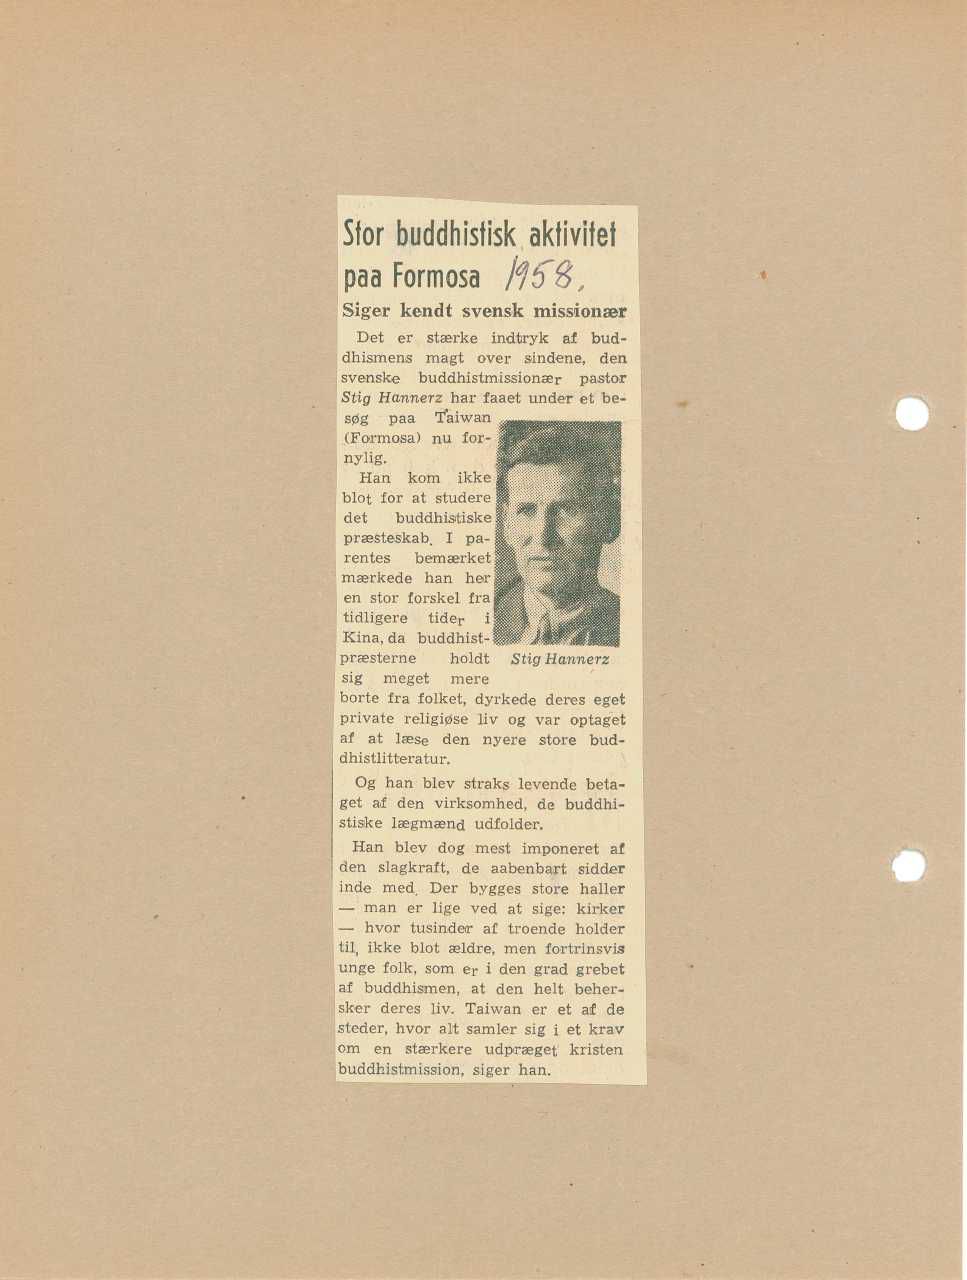 Stor buddhistisk aktivitet
paa Formosa 1958,
Siger kendt svensk missionær
Det er stærke indtryk af bud-
dhismens magt over sindene, den
svenske buddhistmissionær pastor
Stig Hannerz har faaet under et be-
søg paa Taiwan
(Formosa) nu for-
nylig.
Han kom ikke
blot for at studere
det buddhistiske
præsteskab. I pa-
rentes bemærket
mærkede han her
en stor forskel fra
tidligere tider i
Kina, da buddhist-
præsterne holdt
sig meget mere
Stig Hannerz
borte fra folket, dyrkede deres eget
private religiøse liv og var optaget
af at læse den nyere store bud-
dhistlitteratur.
Og han blev straks levende beta-
get af den virksomhed, de buddhi-
stiske lægmænd udfolder.
Han blev dog mest imponeret af
den slagkraft, de aabenbart sidder
inde med. Der bygges store haller
— man er lige ved at sige: kirker
— hvor tusinder af troende holder
til, ikke blot ældre, men fortrinsvis
unge folk, som er i den grad grebet
af buddhismen, at den helt beher-
sker deres liv. Taiwan er et af de
steder, hvor alt samler sig i et krav
om en stærkere udpræget kristen
buddhistmission, siger han.